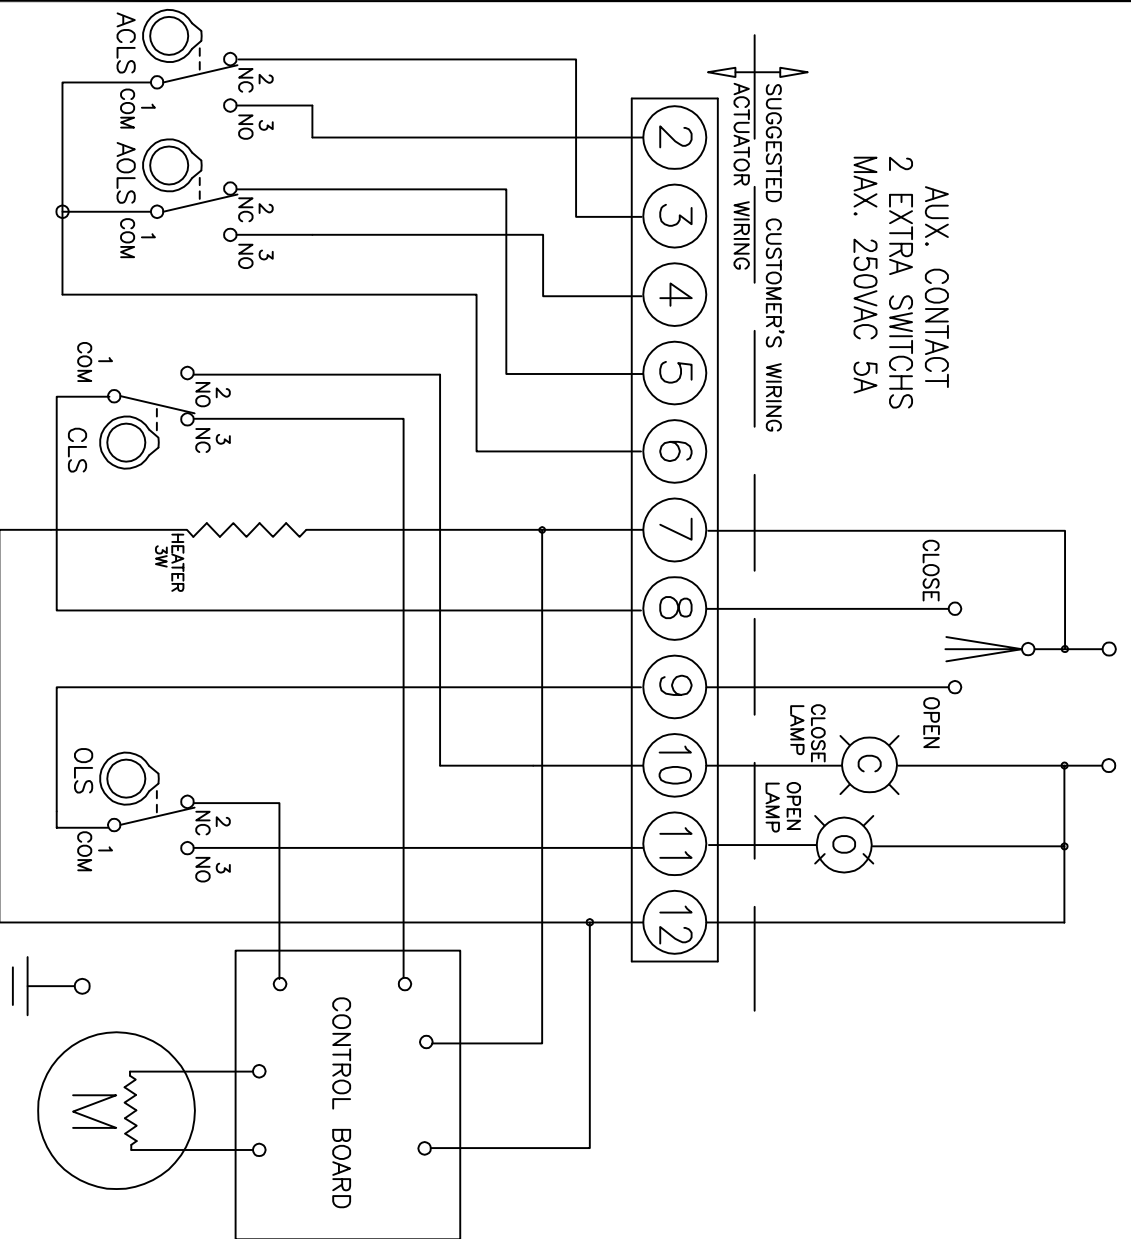 AUX. CONTACT
2 EXTRA SWITCHS
MAX. 250VAC 5A
SUGGESTED CUSTOMER'S WIRING
ACTUATOR WIRING
CLOSE
OPEN
CLOSE
LAMP
C
OPEN
LAMP
O
2
3
4
5
6
7
8
9
10
11
12
2
NC
3
NO
1
COM
ACLS
2
NC
3
NO
1
COM
AOLS
2
NO
3
NC
1
COM
CLS
HEATER
3W
2
NC
3
NO
1
COM
OLS
CONTROL BOARD
M